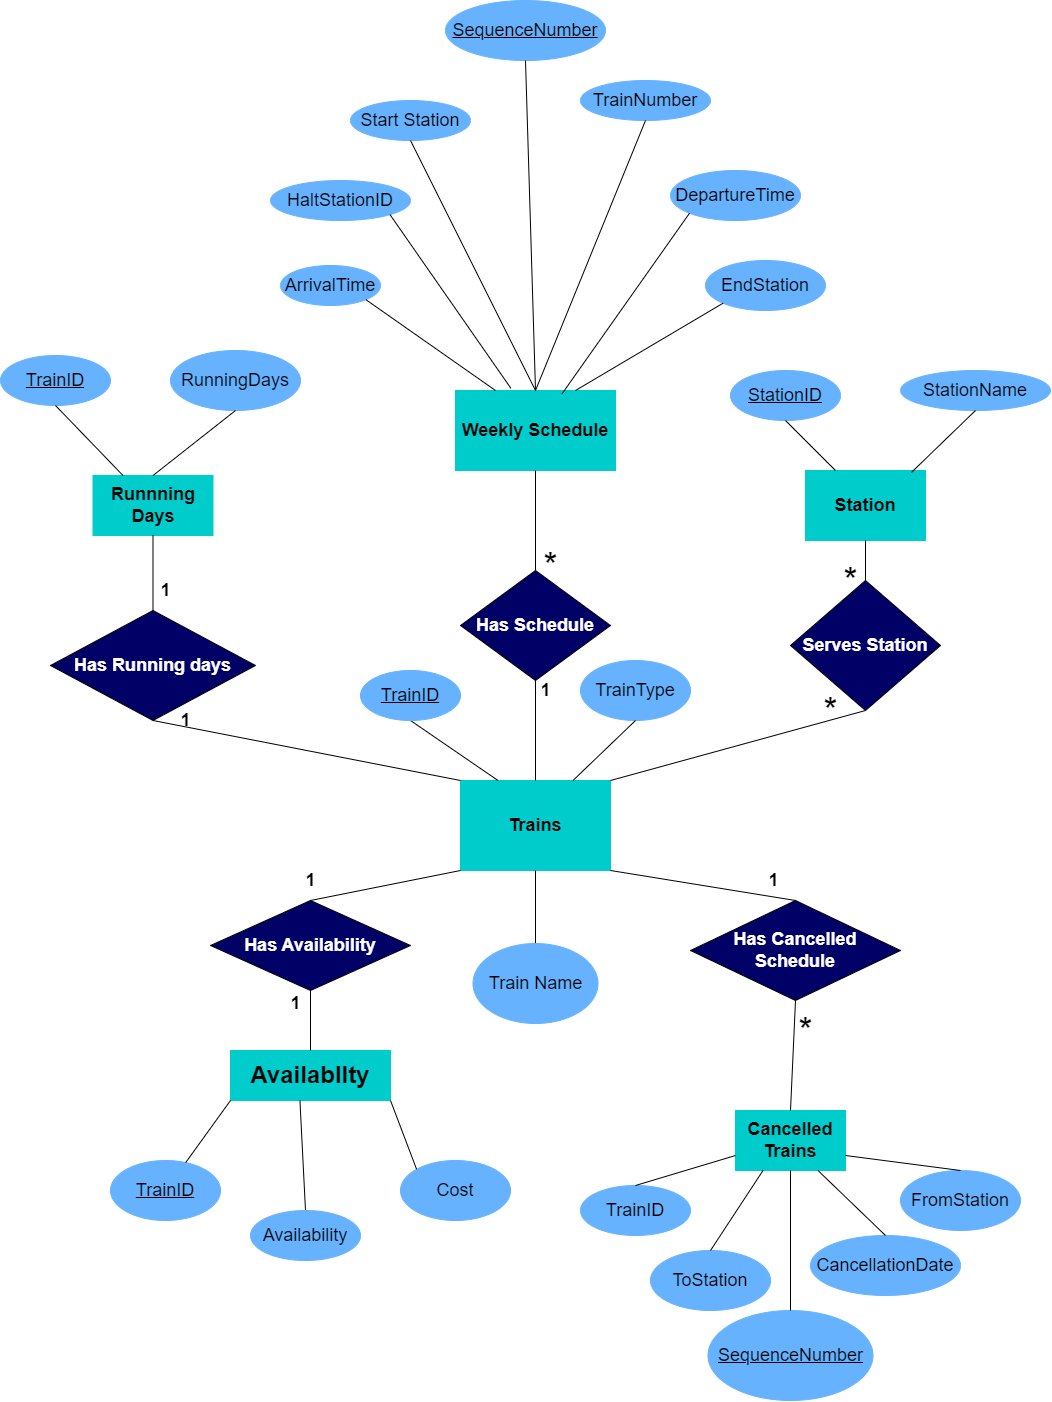 SequenceNumber
TrainNumber
Start Station
DepartureTime
HaltStationID
EndStation
ArrivalTime
TrainID
RunningDays
StationID
StationName
Weekly Schedule
Runnning
Days
Station
*
*
1
Has Schedule
Serves Station
Has Running days
1
TrainID
TrainType
*
1
Trains
1
1
Has Availability
Has Cancelled
Schedule
Train Name
1
*
AvailabIlty
Cancelled
Trains
TrainID
Availability
Cost
TrainID
FromStation
ToStation
CancellationDate
SequenceNumber